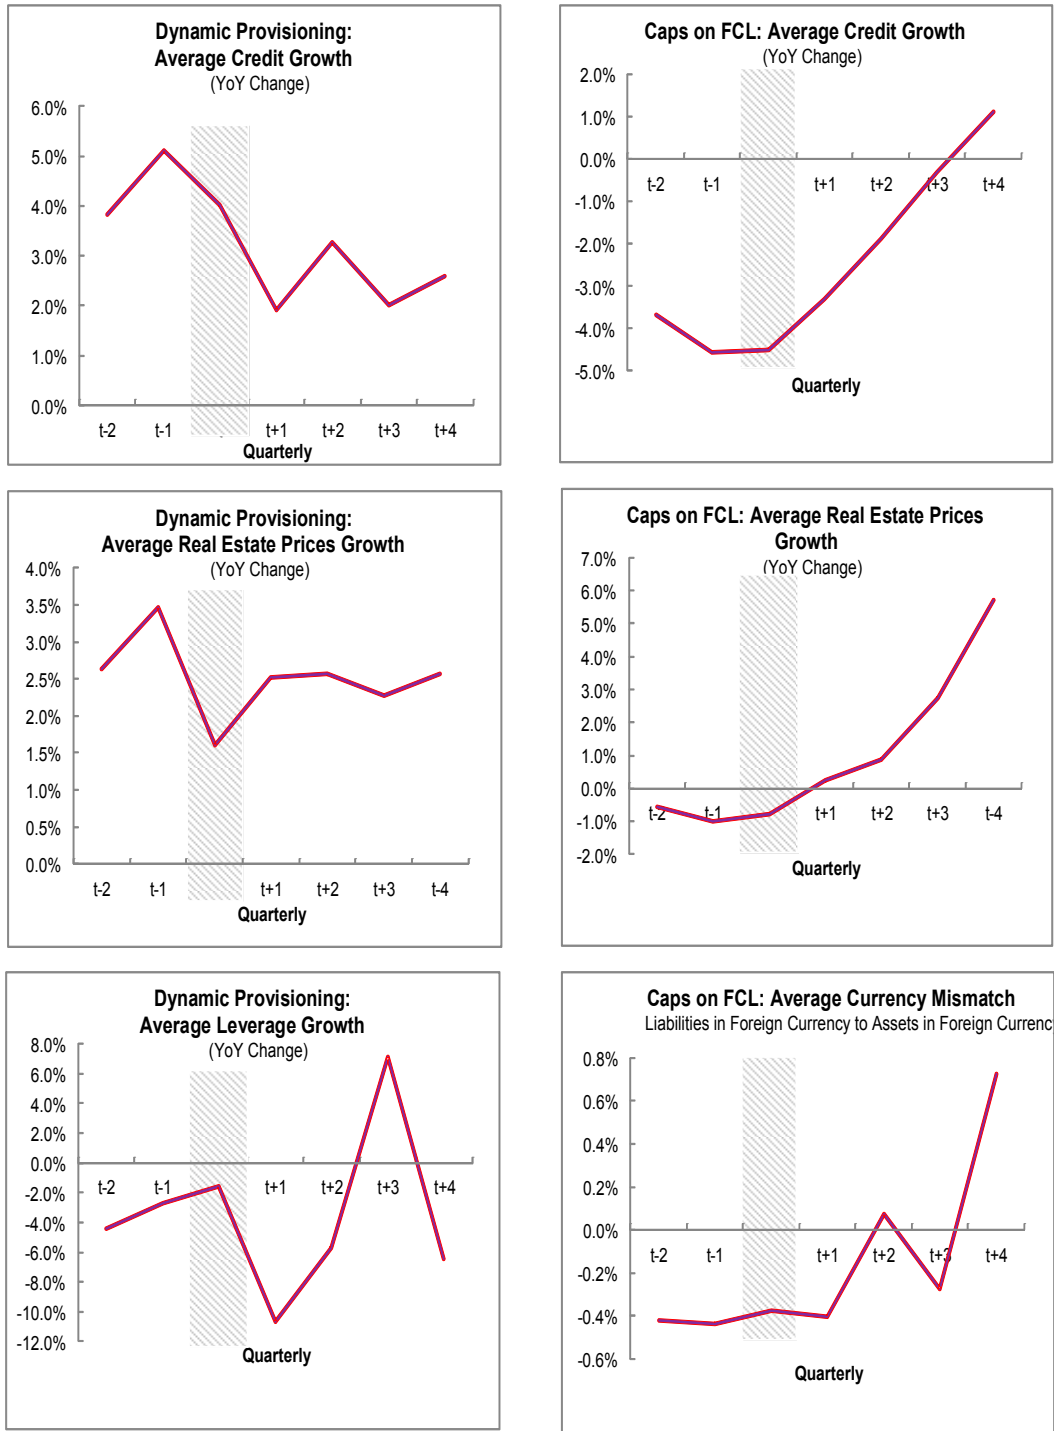 Dynamic Provisioning:
Average Credit Growth
(YoY Change)
6.0%
5.0%
4.0%
3.0%
2.0%
1.0%
0.0%
t-2 t-1 t+1 t+2 t+3 t+4
Quarterly
Caps on FCL: Average Credit Growth
(YoY Change)
2.0%
1.0%
0.0%
t-2 t-1 t+1 t+2 t+3 t+4
-1.0%
-2.0%
-3.0%
-4.0%
-5.0%
Quarterly
Dynamic Provisioning:
Average Real Estate Prices Growth
(YoY Change)
4.0%
3.5%
3.0%
2.5%
2.0%
1.5%
1.0%
0.5%
0.0%
t-2 t-1 t+1 t+2 t+3 t-4
Quarterly
Caps on FCL: Average Real Estate Prices
Growth
(YoY Change)
7.0%
6.0%
5.0%
4.0%
3.0%
2.0%
1.0%
0.0%
t-2 t-1 t+1 t+2 t+3 t-4
-1.0%
-2.0%
Quarterly
Dynamic Provisioning:
Average Leverage Growth
(YoY Change)
8.0%
6.0%
4.0%
2.0%
0.0%
t-2 t-1 t+1 t+2 t+3 t+4
-2.0%
-4.0%
-6.0%
-8.0%
-10.0%
-12.0%
Quarterly
Caps on FCL: Average Currency Mismatch
Liabilities in Foreign Currency to Assets in Foreign Currenc
0.8%
0.6%
0.4%
0.2%
0.0%
t-2 t-1 t+1 t+2 t+3 t+4
-0.2%
-0.4%
-0.6%
Quarterly